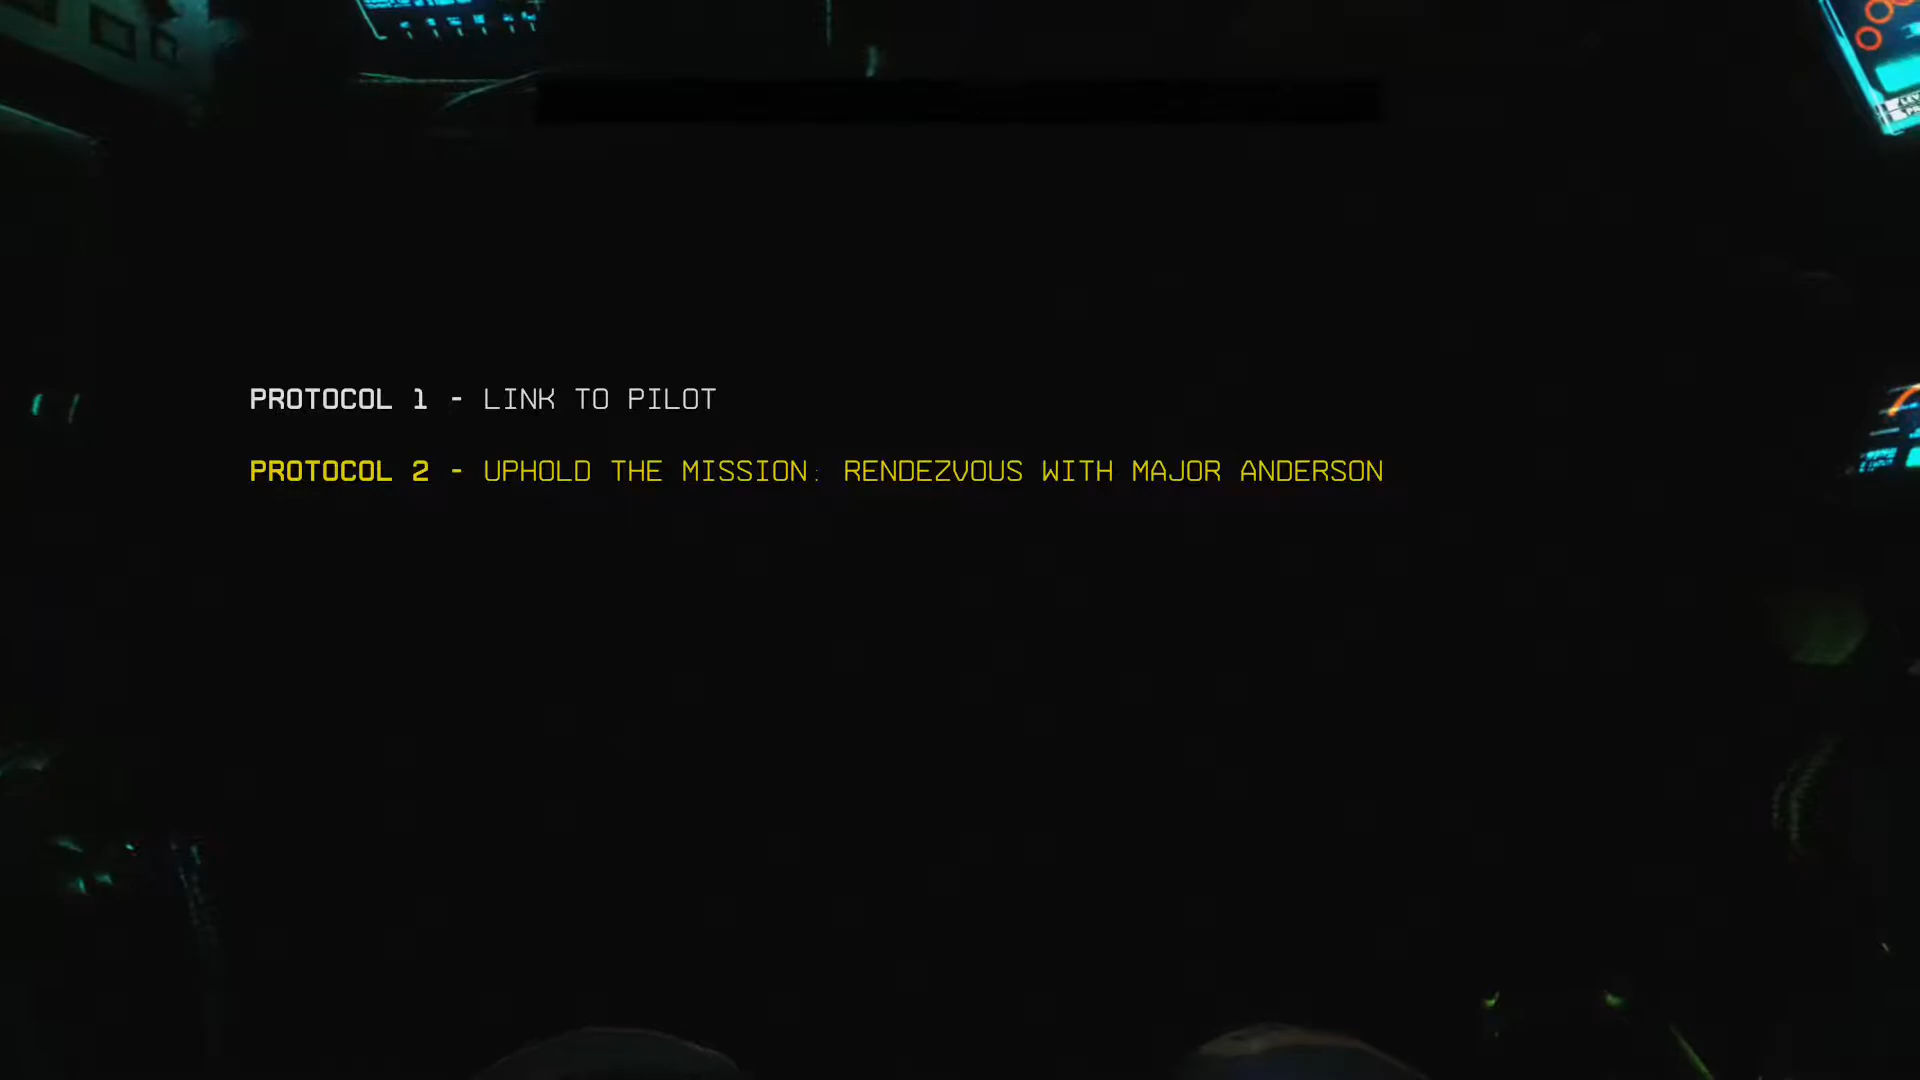 PROTOCOL 1 - LINK TO PILOT
PROTOCOL 2 - UPHOLD THE MISSION: RENDEZVOUS WITH MAJOR ANDERSON